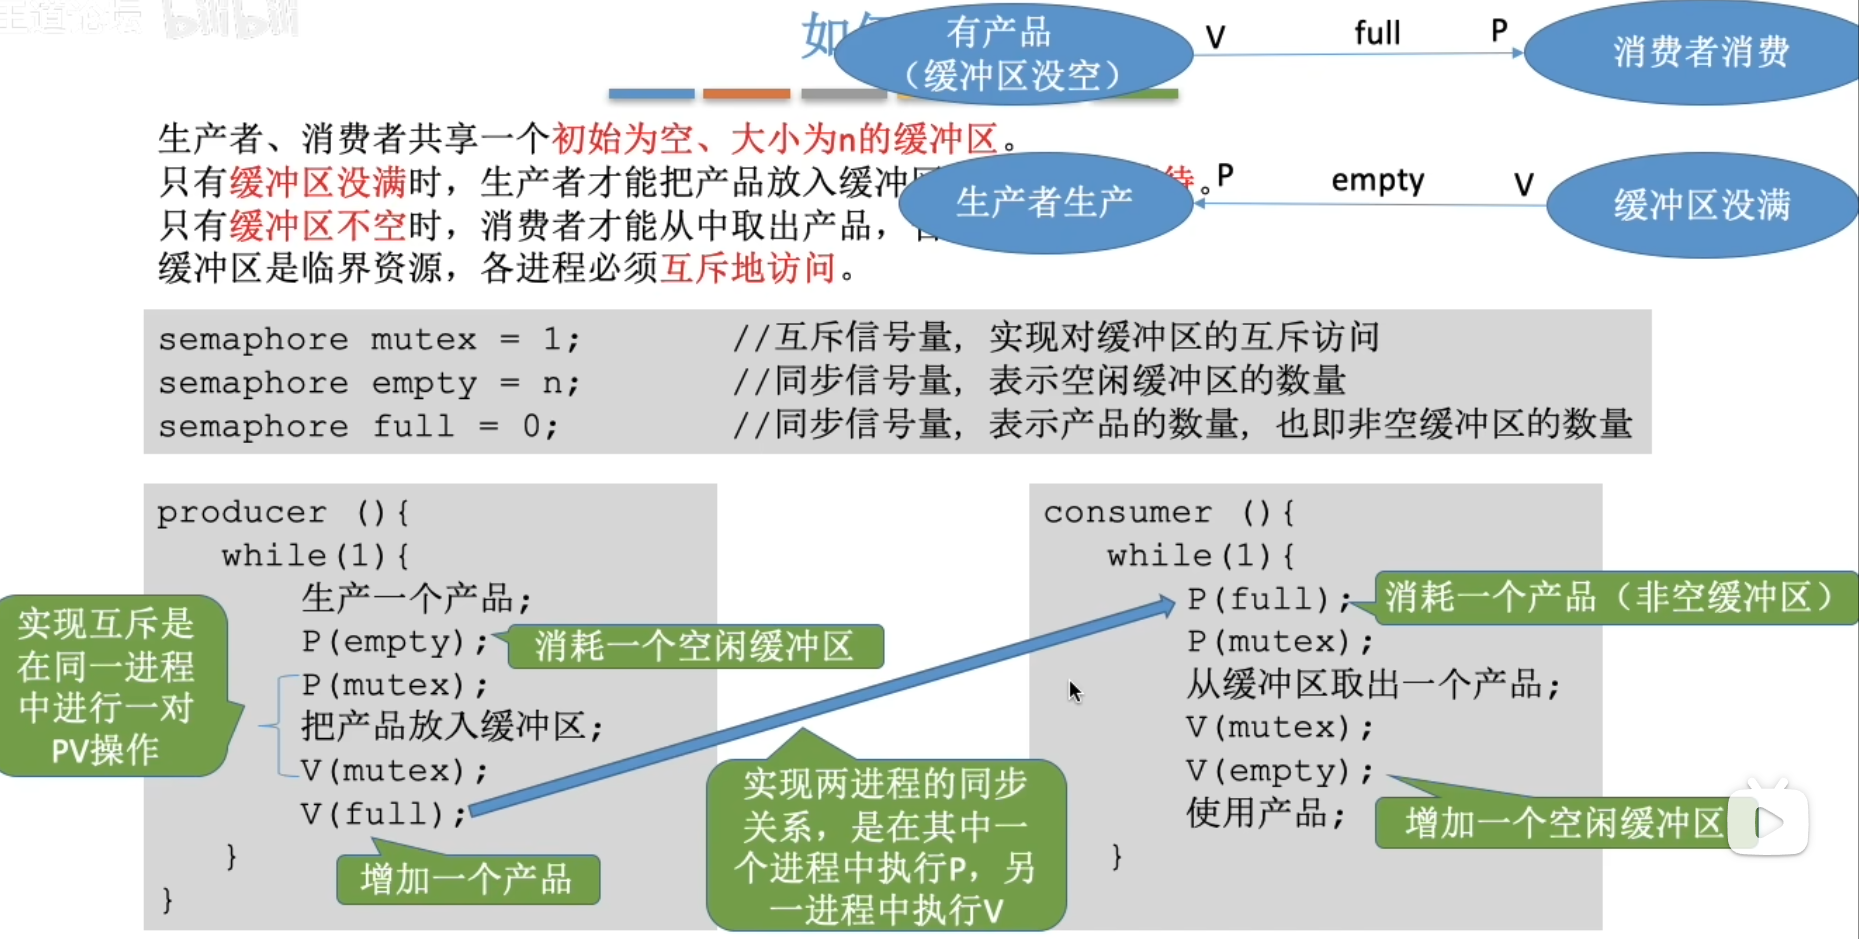 王道论坛 bilibili
如
有产品
（缓冲区没空）
V full P
消费者消费
生产者、消费者共享一个初始为空、大小为n的缓冲区。
只有缓冲区没满时，生产者才能把产品放入缓冲
待。
P empty V
生产者生产
缓冲区没满
只有缓冲区不空时，消费者才能从中取出产品，
缓冲区是临界资源，各进程必须互斥地访问。
semaphore mutex = 1; //互斥信号量，实现对缓冲区的互斥访问
semaphore empty = n; //同步信号量，表示空闲缓冲区的数量
semaphore full = 0; //同步信号量，表示产品的数量，也即非空缓冲区的数量
producer (){
while(1){
生产一个产品;
P(empty);
P(mutex);
把产品放入缓冲区;
V(mutex);
V(full);
}
}
实现互斥是
在同一进程
中进行一对
PV操作
消耗一个空闲缓冲区
增加一个产品
实现两进程的同步
关系，是在其中一
个进程中执行P，另
一进程中执行V
consumer (){
while(1){
P(full);
P(mutex);
从缓冲区取出一个产品;
V(mutex);
V(empty);
使用产品;
}
消耗一个产品（非空缓冲区）
增加一个空闲缓冲区